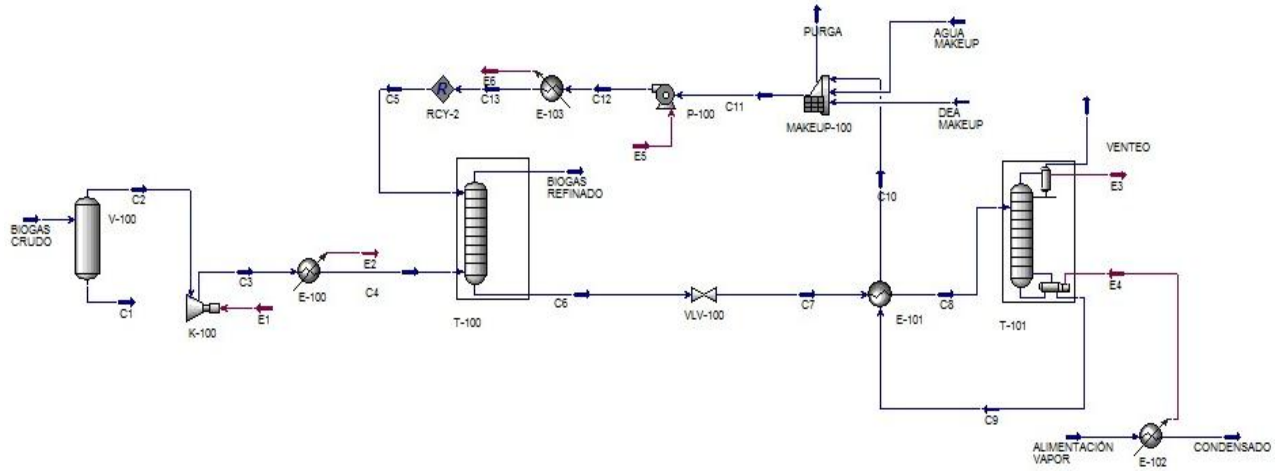 PURGA
AGUA
MAKEUP
C5
RCY-2
C13
E6
E-103
C12
P-100
C11
MAKEUP-100
DEA
MAKEUP
E5
VENTEO
E3
BIOGAS
REFINADO
C10
C2
V-100
BIOGAS
CRUDO
C1
C3
K-100
E1
E-100
E2
C4
T-100
C6
VLV-100
C7
E-101
C8
E4
T-101
C9
ALIMENTACIÓN
VAPOR
E-102
CONDENSADO